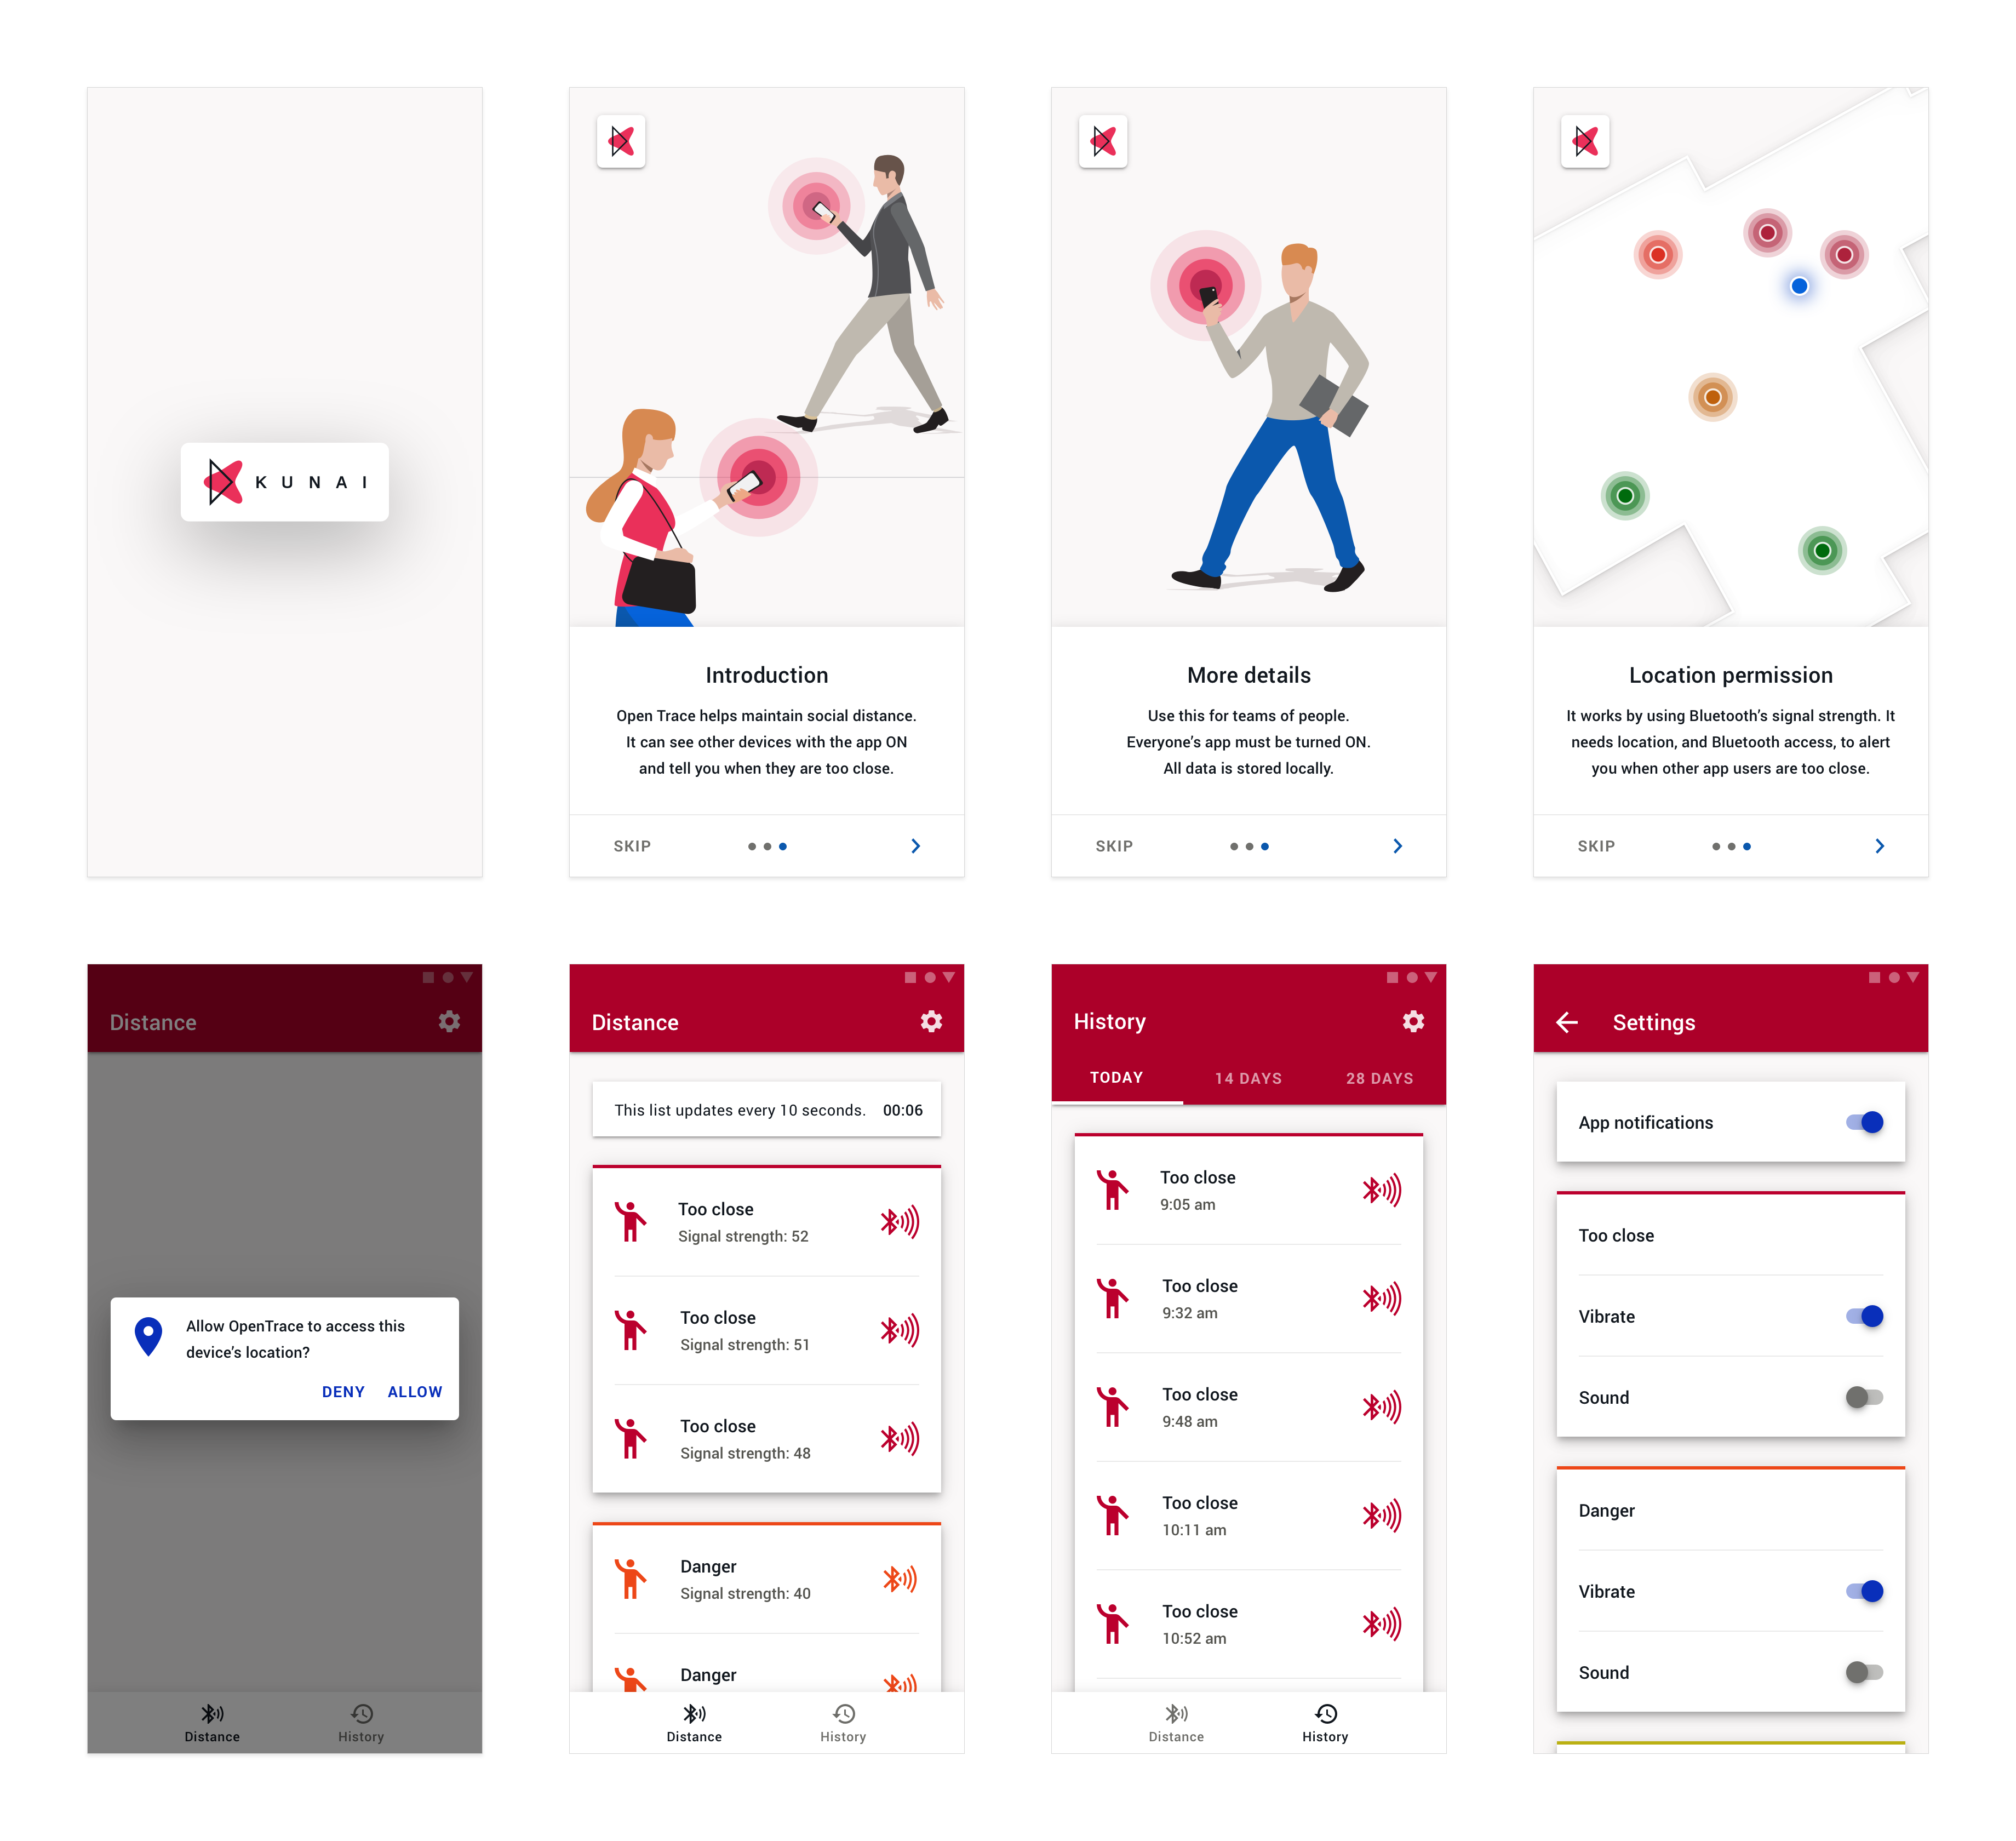 K U N A I
Introduction
Open Trace helps maintain social distance.
It can see other devices with the app ON
and tell you when they are too close.
SKIP
More details
Use this for teams of people.
Everyone’s app must be turned ON.
All data is stored locally.
SKIP
Location permission
It works by using Bluetooth’s signal strength. It
needs location, and Bluetooth access, to alert
you when other app users are too close.
SKIP
Distance
Allow OpenTrace to access this
device’s location?
DENY ALLOW
Distance History
Distance
This list updates every 10 seconds. 00:06
Too close
Signal strength: 52
Too close
Signal strength: 51
Too close
Signal strength: 48
Danger
Signal strength: 40
Danger
Distance History
History
TODAY 14 DAYS 28 DAYS
Too close
9:05 am
Too close
9:32 am
Too close
9:48 am
Too close
10:11 am
Too close
10:52 am
Distance History
Settings
App notifications
Too close
Vibrate
Sound
Danger
Vibrate
Sound